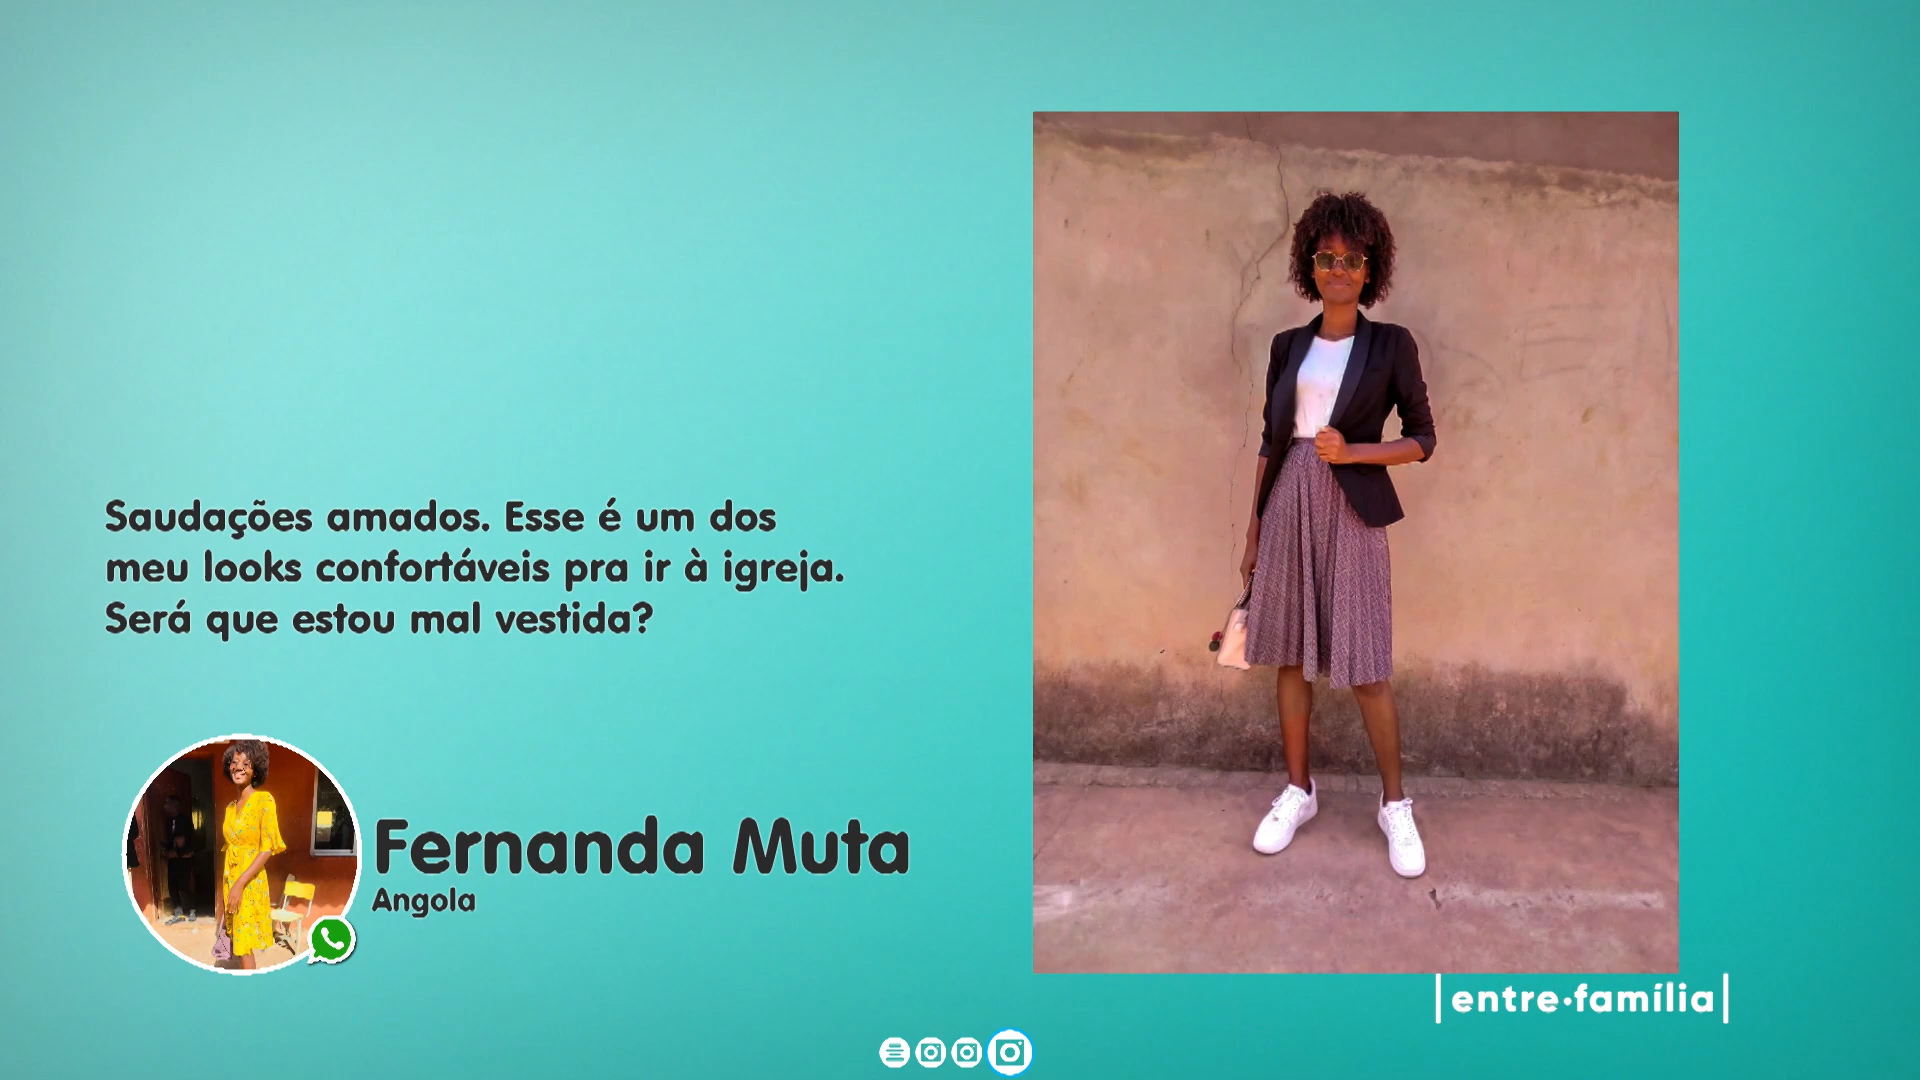 Saudações amados. Esse é um dos
meu looks confortáveis pra ir à igreja.
Será que estou mal vestida?
Fernanda Muta
Angola
|entre•família|